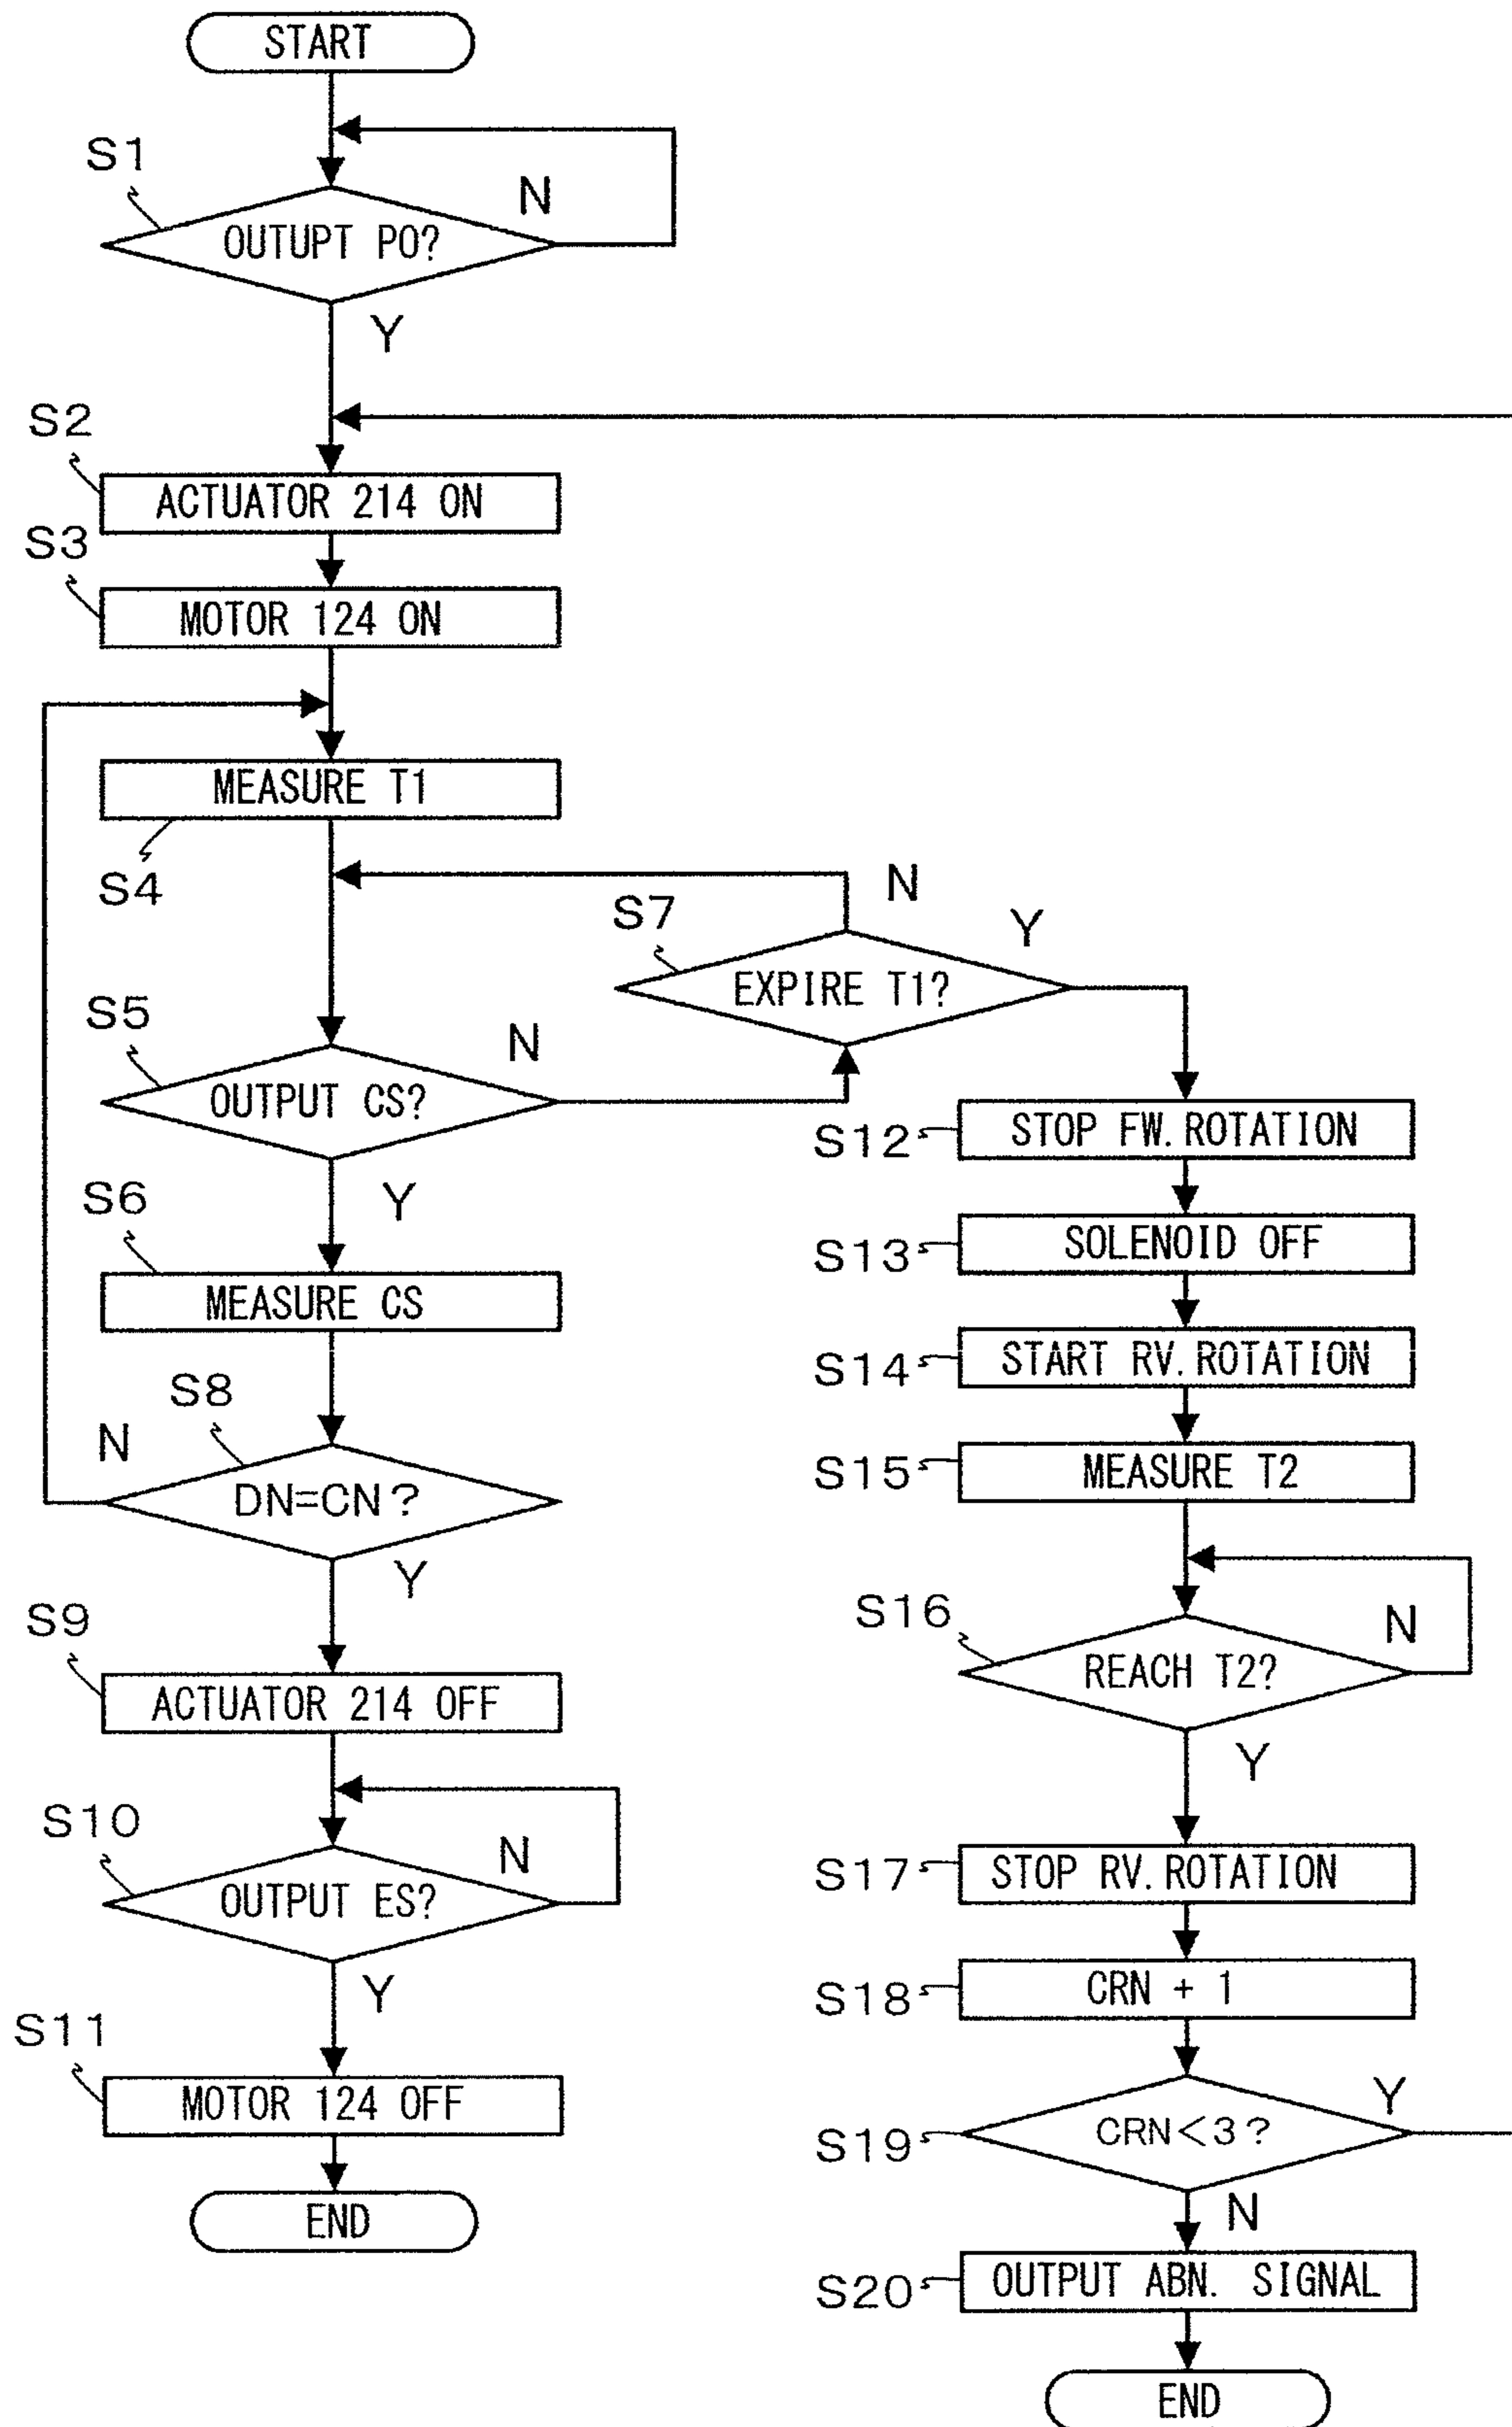 START
S1
N
OUTUPT PO?
Y
S2
ACTUATOR 214 ON
S3
MOTOR 124 ON
MEASURE T1
S4
S5
OUTPUT CS?
N
Y
S6
MEASURE CS
S7
EXPIRE T1?
N
Y
S8
N
DN=CN?
Y
S9
ACTUATOR 214 OFF
S10
N
OUTPUT ES?
Y
S11
MOTOR 124 OFF
END
S12
STOP FW.ROTATION
S13
SOLENOID OFF
S14
START RV.ROTATION
S15
MEASURE T2
S16
N
REACH T2?
Y
S17
STOP RV.ROTATION
S18
CRN + 1
S19
CRN<3?
Y
N
S20
OUTPUT ABN. SIGNAL
END